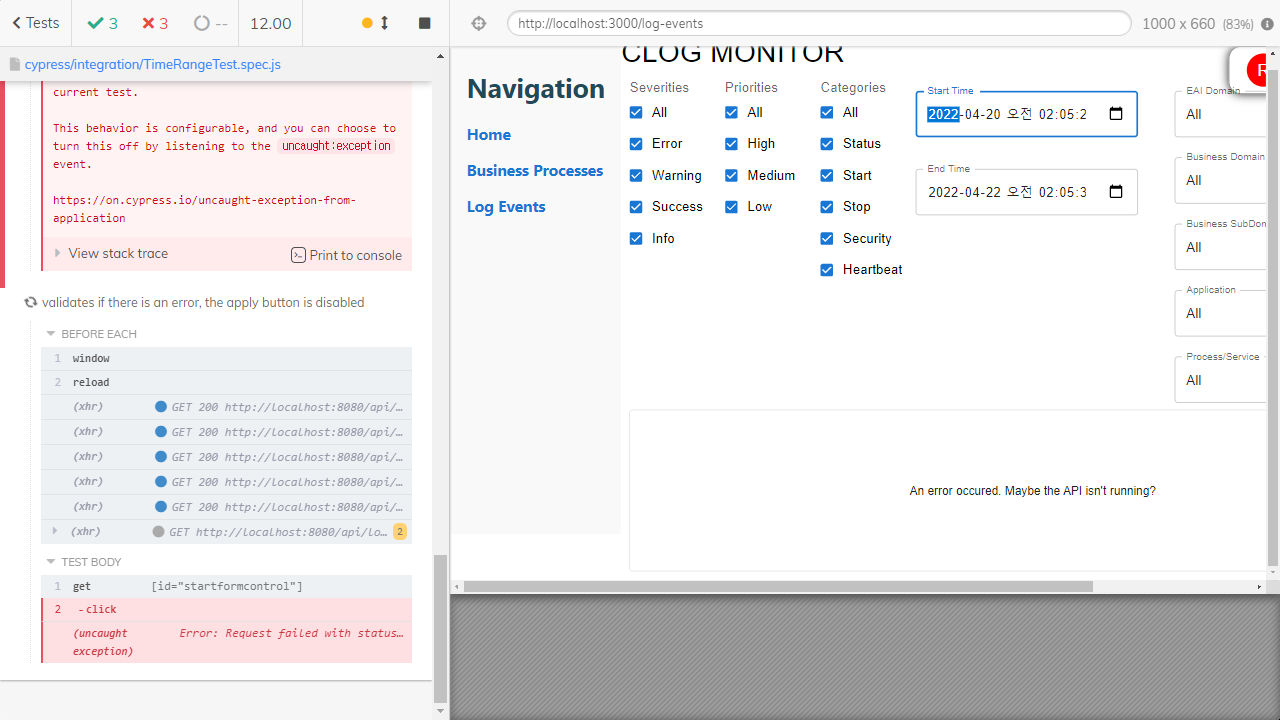 Tests
3
3
--
12.00
http://localhost:3000/log-events
1000 x 660 (83%)
cypress/integration/TimeRangeTest.spec.js
current test.
This behavior is configurable, and you can choose to
turn this off by listening to the uncaught:exception
event.
https://on.cypress.io/uncaught-exception-from-
application
View stack trace
Print to console
validates if there is an error, the apply button is disabled
BEFORE EACH
1 window
2 reload
(xhr) GET 200 http://localhost:8080/api/…
(xhr) GET 200 http://localhost:8080/api/…
(xhr) GET 200 http://localhost:8080/api/…
(xhr) GET 200 http://localhost:8080/api/…
(xhr) GET 200 http://localhost:8080/api/…
(xhr) GET http://localhost:8080/api/lo… 2
TEST BODY
1 get [id="startformcontrol"]
2 -click
(uncaught Error: Request failed with status…
exception)
CLOG MONITOR
R
Navigation
Home
Business Processes
Log Events
Severities
All
Error
Warning
Success
Info
Priorities
All
High
Medium
Low
Categories
All
Status
Start
Stop
Security
Heartbeat
Start Time
2022-04-20 오전 02:05:2
End Time
2022-04-22 오전 02:05:3
EAI Domain
All
Business Domain
All
Business SubDom
All
Application
All
Process/Service
All
An error occured. Maybe the API isn't running?